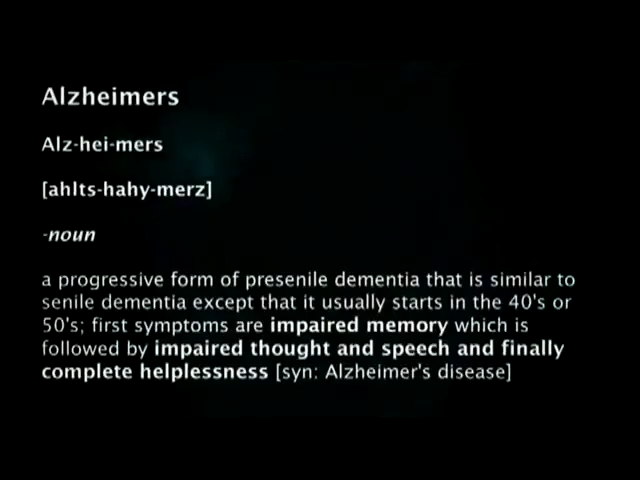 Alzheimers
Alz-hei-mers
[ahlts-hahy-merz]
-noun
a progressive form of presenile dementia that is similar to
senile dementia except that it usually starts in the 40's or
50's; first symptoms are impaired memory which is
followed by impaired thought and speech and finally
complete helplessness [syn: Alzheimer's disease]